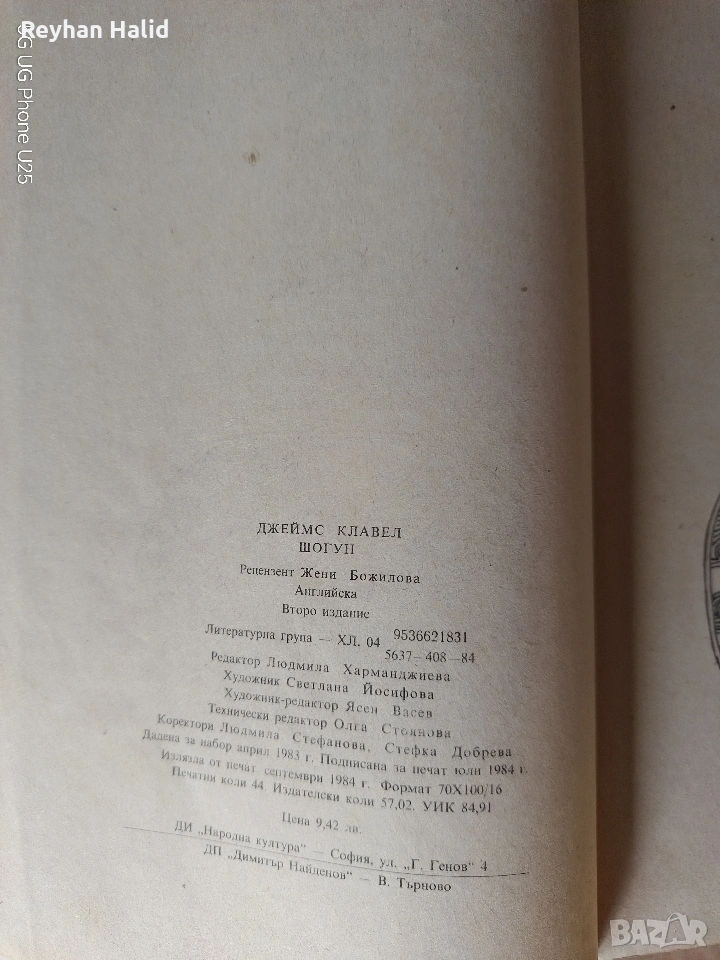 Reyhan Halid
UG Phone U25
ДЖЕЙМС КЛАВЕЛ
ШОГУН
Рецензент Жени Божилова
Английска
Второ издание
Литературна група — ХЛ. 04 9536621831
5637—408—84
Редактор Людмила Харманджиева
Художник Светлана Йосифова
Художник-редактор Ясен Васев
Технически редактор Олга Стоянова
Коректори Людмила Стефанова, Стефка Добрева
Дадена за набор април 1983 г. Подписана за печат юли 1984 г.
Излязла от печат септември 1984 г. Формат 70X100/16
Печатни коли 44. Издателски коли 57,02. УИК 84,91
Цена 9,42 лв.
ДИ „Народна култура" — София, ул. „Г. Генов" 4
ДП „Димитър Найденов" — В. Търново
BAZAR